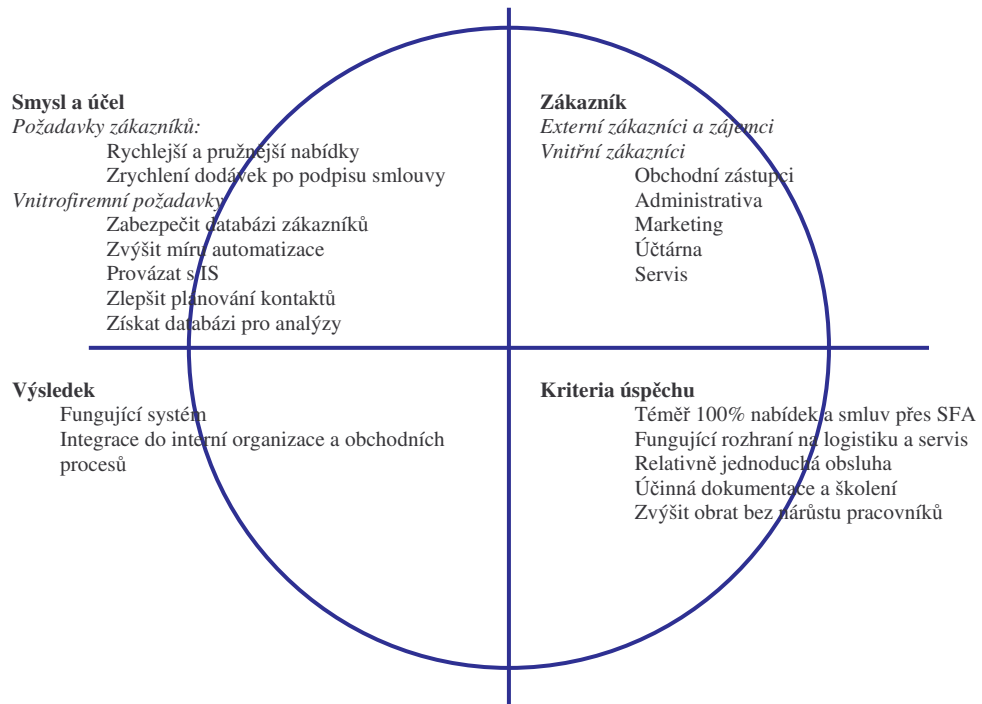 Smysl a účel
Požadavky zákazníků:
Rychlejší a pružnější nabídky
Zrychlení dodávek po podpisu smlouvy
Vnitrofiremní požadavky
Zabezpečit databázi zákazníků
Zvýšit míru automatizace
Provázat s IS
Zlepšit plánování kontaktů
Získat databázi pro analýzy
Zákazník
Externí zákazníci a zájemci
Vnitřní zákazníci
Obchodní zástupci
Administrativa
Marketing
Účtárna
Servis
Výsledek
Fungující systém
Integrace do interní organizace a obchodních
procesů
Kriteria úspěchu
Téměř 100% nabídek a smluv přes SFA
Fungující rozhraní na logistiku a servis
Relativně jednoduchá obsluha
Účinná dokumentace a školení
Zvýšit obrat bez nárůstu pracovníků